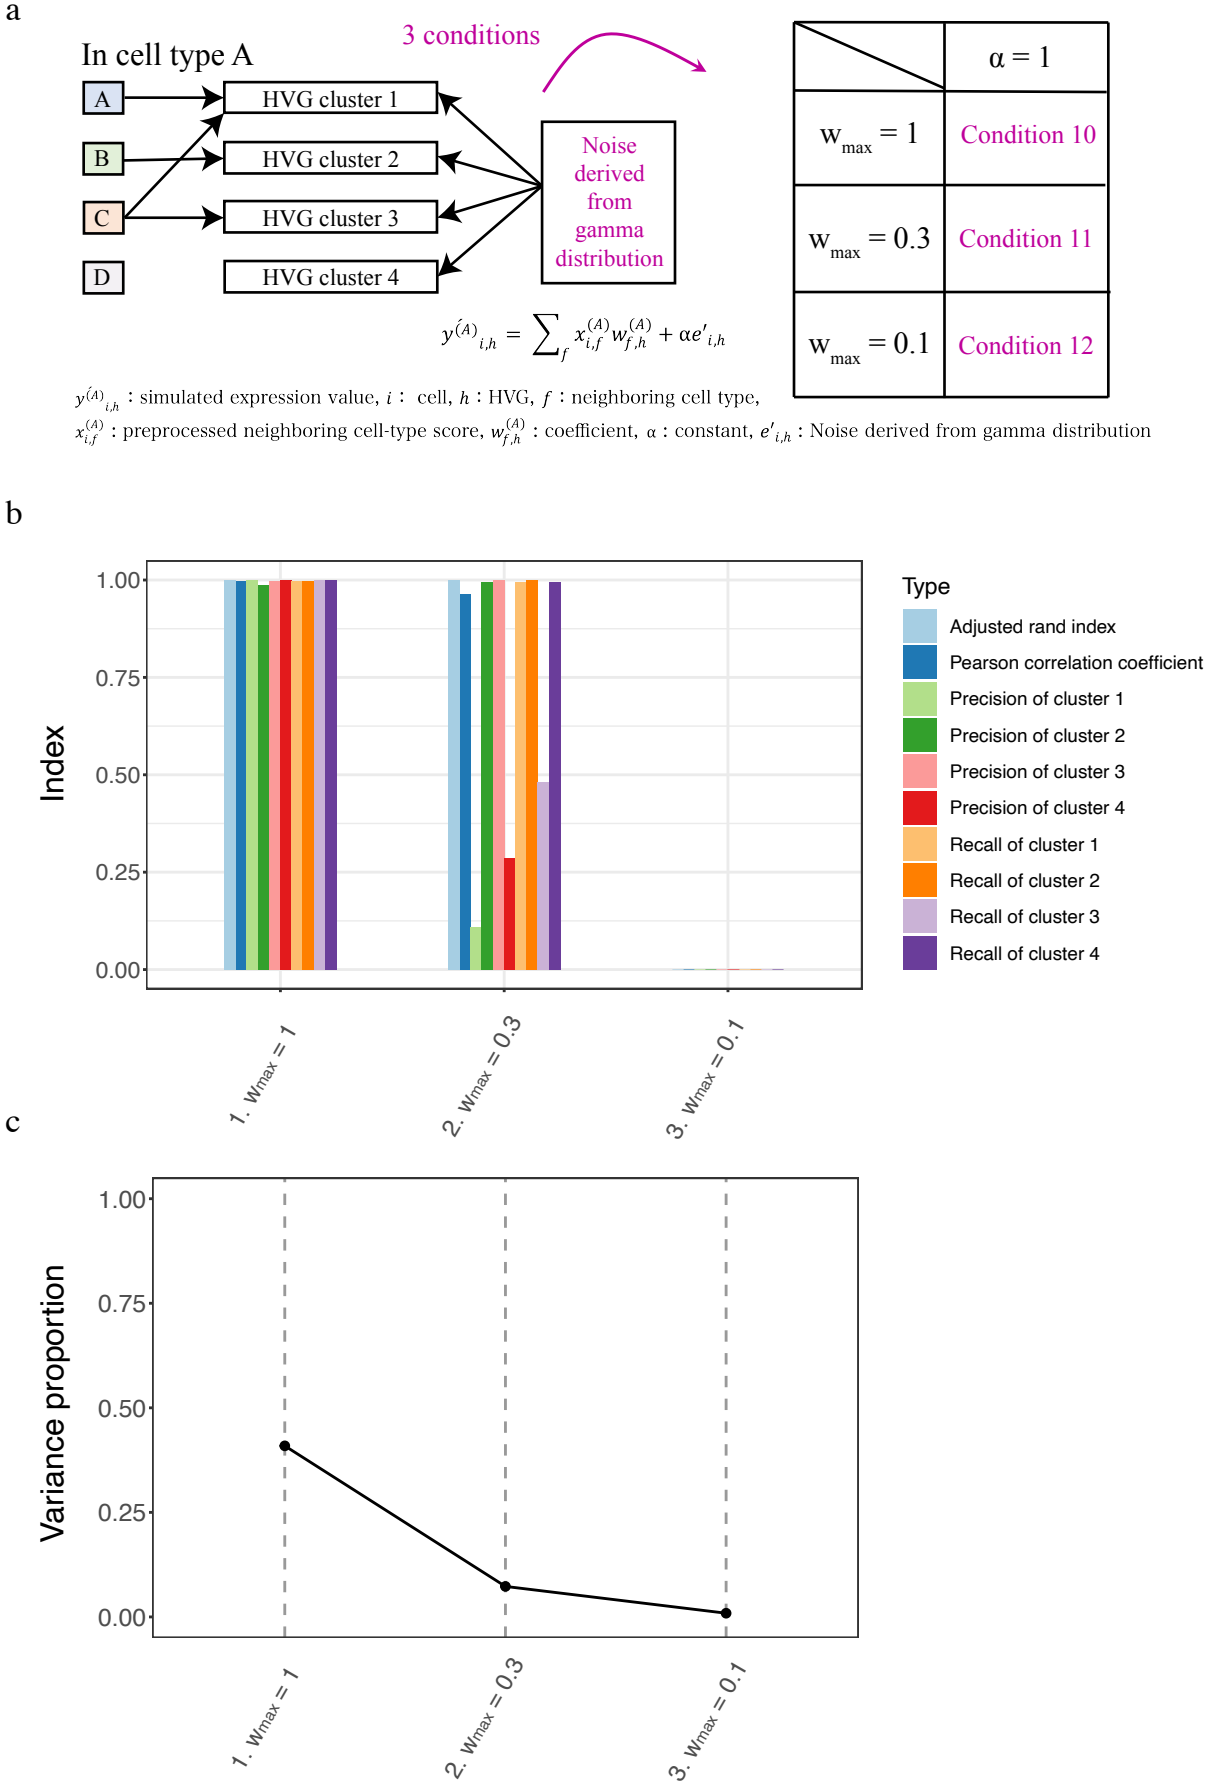 a
In cell type A
3 conditions
A
HVG cluster 1
B
HVG cluster 2
C
HVG cluster 3
D
HVG cluster 4
Noise
derived
from
gamma
distribution
α = 1
w_max = 1 Condition 10
w_max = 0.3 Condition 11
w_max = 0.1 Condition 12
y´^(A)_i,h = ∑_f x^(A)_i,f w^(A)_f,h + αe′_i,h
y´^(A)_i,h : simulated expression value, i : cell, h : HVG, f : neighboring cell type,
x^(A)_i,f : preprocessed neighboring cell-type score, w^(A)_f,h : coefficient, α : constant, e′_i,h : Noise derived from gamma distribution
b
Index
1.00
0.75
0.50
0.25
0.00
1. wmax = 1
2. wmax = 0.3
3. wmax = 0.1
Type
Adjusted rand index
Pearson correlation coefficient
Precision of cluster 1
Precision of cluster 2
Precision of cluster 3
Precision of cluster 4
Recall of cluster 1
Recall of cluster 2
Recall of cluster 3
Recall of cluster 4
c
Variance proportion
1.00
0.75
0.50
0.25
0.00
1. wmax = 1
2. wmax = 0.3
3. wmax = 0.1